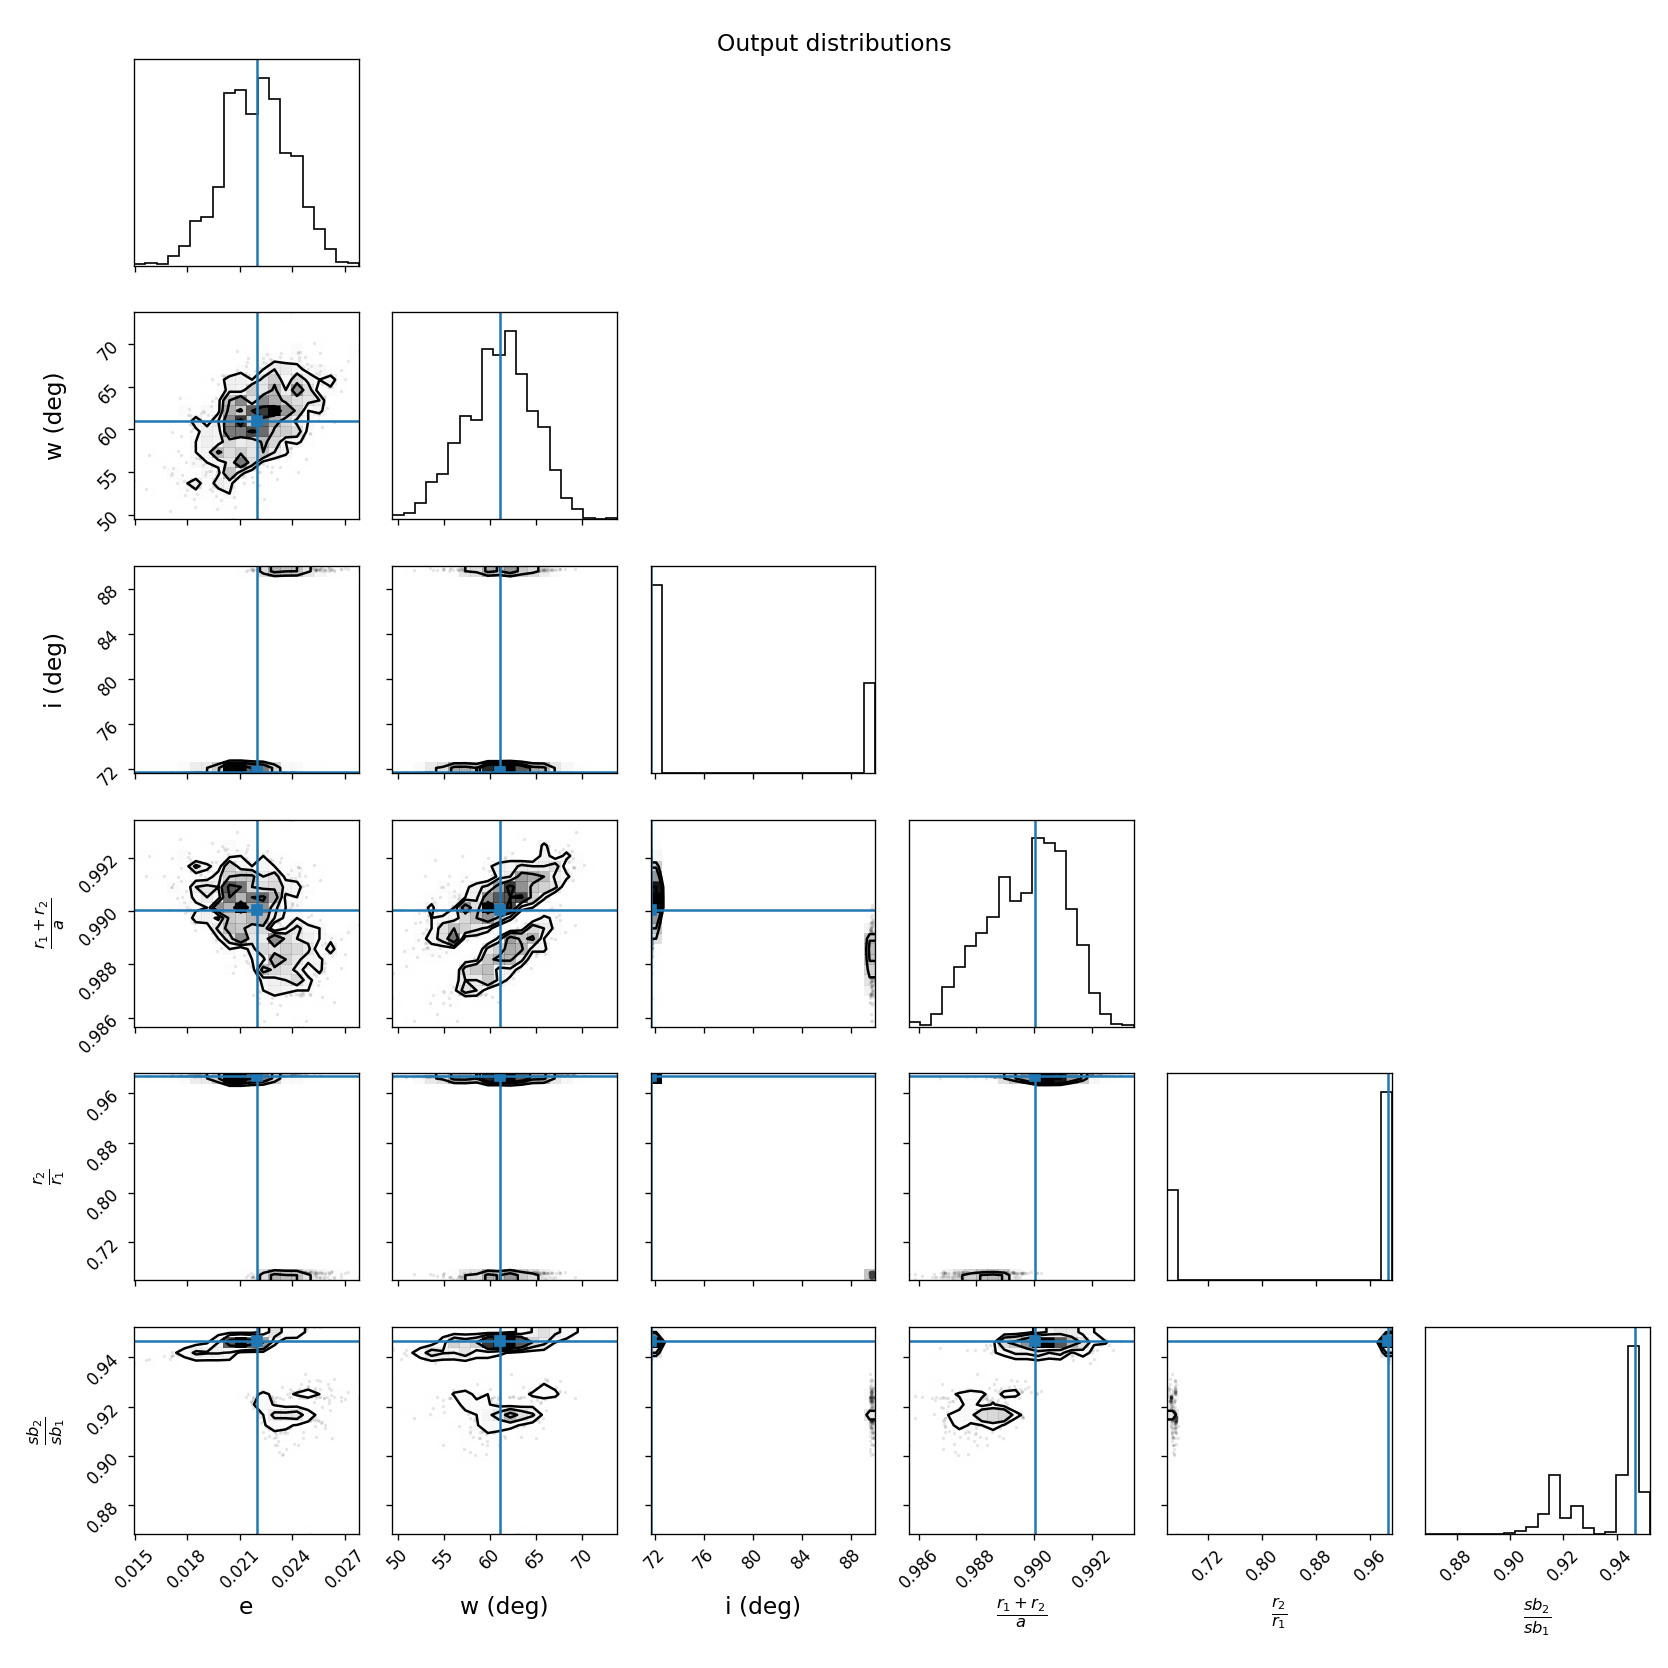 Output distributions
w (deg)
70
65
60
55
50
i (deg)
88
84
80
76
72
r₁ + r₂
a
0.992
0.990
0.988
0.986
r₂
r₁
0.96
0.88
0.80
0.72
sb₂
sb₁
0.94
0.92
0.90
0.88
0.015 0.018 0.021 0.024 0.027
50 55 60 65 70
72 76 80 84 88
0.986 0.988 0.990 0.992
0.72 0.80 0.88 0.96
0.88 0.90 0.92 0.94
e
w (deg)
i (deg)
r₁ + r₂
a
r₂
r₁
sb₂
sb₁